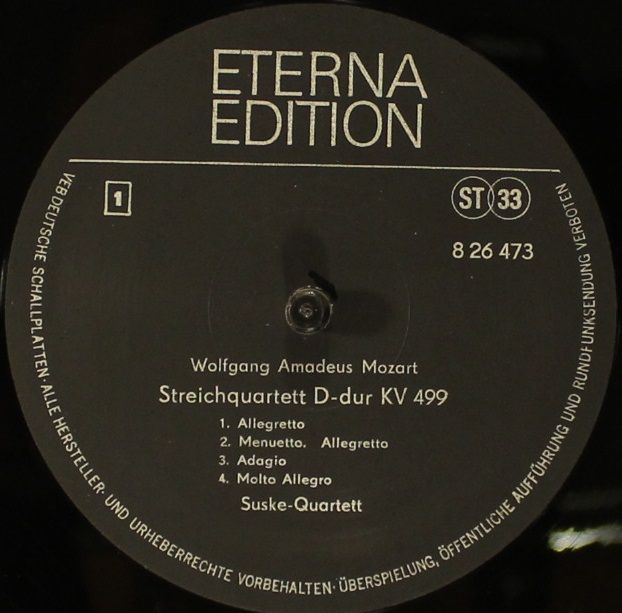 ETERNA
EDITION
1
ST 33
8 26 473
Wolfgang Amadeus Mozart
Streichquartett D-dur KV 499
1. Allegretto
2. Menuetto. Allegretto
3. Adagio
4. Molto Allegro
Suske-Quartett
VEB DEUTSCHE SCHALLPLATTEN · ALLE HERSTELLER- UND URHEBERRECHTE VORBEHALTEN · ÜBERSPIELUNG, ÖFFENTLICHE AUFFÜHRUNG UND RUNDFUNKSENDUNG VERBOTEN